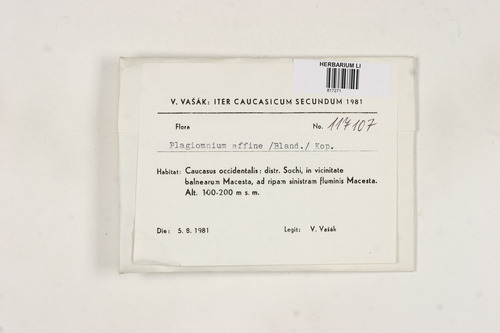 HERBARIUM LI
817271
V. VAŠÁK: ITER CAUCASICUM SECUNDUM 1981
Flora No. 117107
Plagiomnium affine /Bland./ Kop.
Habitat: Caucasus occidentalis: distr. Sochi, in vicinitate
balnearum Macesta, ad ripam sinistram fluminis Macesta.
Alt. 100-200 m s. m.
Die: 5. 8. 1981 Legit: V. Vašák